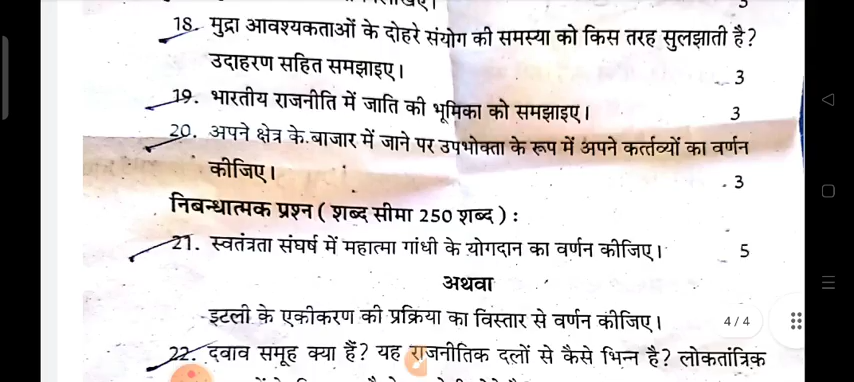 18. मुद्रा आवश्यकताओं के दोहरे संयोग की समस्या को किस तरह सुलझाती है?
उदाहरण सहित समझाइए। 3
19. भारतीय राजनीति में जाति की भूमिका को समझाइए। 3
20. अपने क्षेत्र के बाजार में जाने पर उपभोक्ता के रूप में अपने कर्त्तव्यों का वर्णन
कीजिए। 3
निबन्धात्मक प्रश्न ( शब्द सीमा 250 शब्द ) :
21. स्वतंत्रता संघर्ष में महात्मा गांधी के योगदान का वर्णन कीजिए। 5
अथवा
इटली के एकीकरण की प्रक्रिया का विस्तार से वर्णन कीजिए।
4 / 4
22. दवाव समूह क्या हैं? यह राजनीतिक दलों से कैसे भिन्न है? लोकतांत्रिक